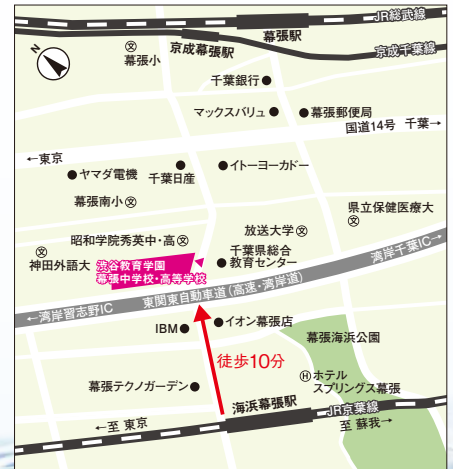 JR総武線
幕張駅
京成幕張駅
京成千葉線
N
文
幕張小
千葉銀行
マックスバリュ
幕張郵便局
国道14号 千葉→
←東京
ヤマダ電機
千葉日産
イトーヨーカドー
幕張南小文
県立保健医療大
文
放送大学文
昭和学院秀英中・高文
文
神田外語大
千葉県総合
教育センター
渋谷教育学園
幕張中学校・高等学校
湾岸千葉IC→
←湾岸習志野IC
東関東自動車道(高速・湾岸道)
IBM
イオン幕張店
幕張海浜公園
徒歩10分
幕張テクノガーデン
Hホテル
スプリングス幕張
海浜幕張駅
JR京葉線
←至 東京
至 蘇我→